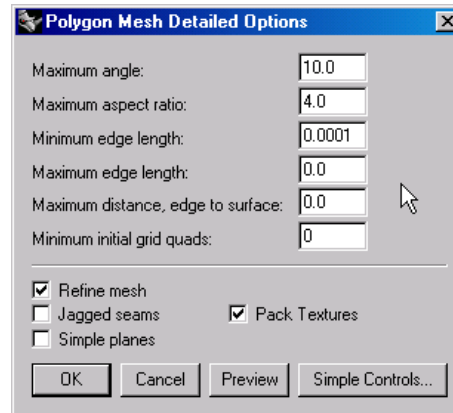 Polygon Mesh Detailed Options
Maximum angle: 10.0
Maximum aspect ratio: 4.0
Minimum edge length: 0.0001
Maximum edge length: 0.0
Maximum distance, edge to surface: 0.0
Minimum initial grid quads: 0
Refine mesh
Jagged seams Pack Textures
Simple planes
OK Cancel Preview Simple Controls...